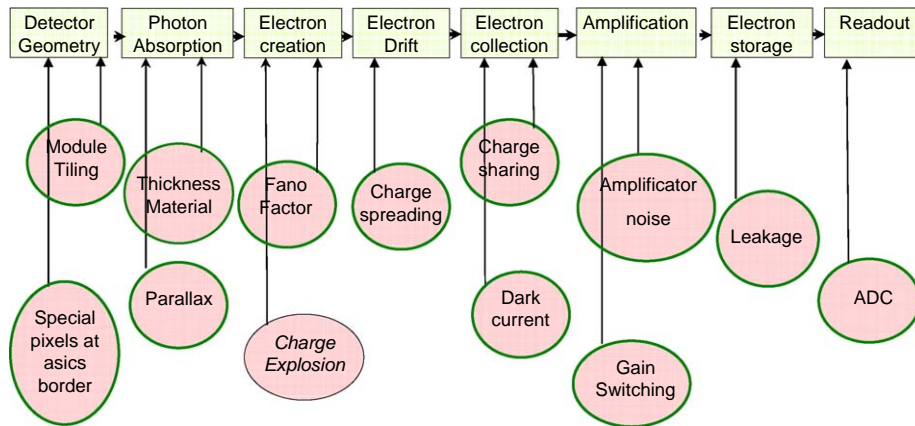 Detector
Geometry
Photon
Absorption
Electron
creation
Electron
Drift
Electron
collection
Amplification
Electron
storage
Readout
Module
Tiling
Thickness
Material
Fano
Factor
Charge
spreading
Charge
sharing
Amplificator
noise
Leakage
Special
pixels at
asics
border
Parallax
Charge
Explosion
Dark
current
Gain
Switching
ADC